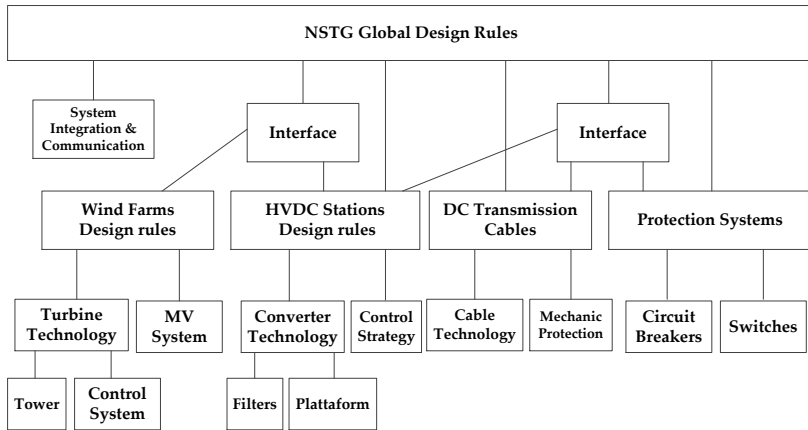 NSTG Global Design Rules
System
Integration &
Communication
Interface
Interface
Wind Farms
Design rules
HVDC Stations
Design rules
DC Transmission
Cables
Protection Systems
Turbine
Technology
MV
System
Converter
Technology
Control
Strategy
Cable
Technology
Mechanic
Protection
Circuit
Breakers
Switches
Tower
Control
System
Filters
Plattaform